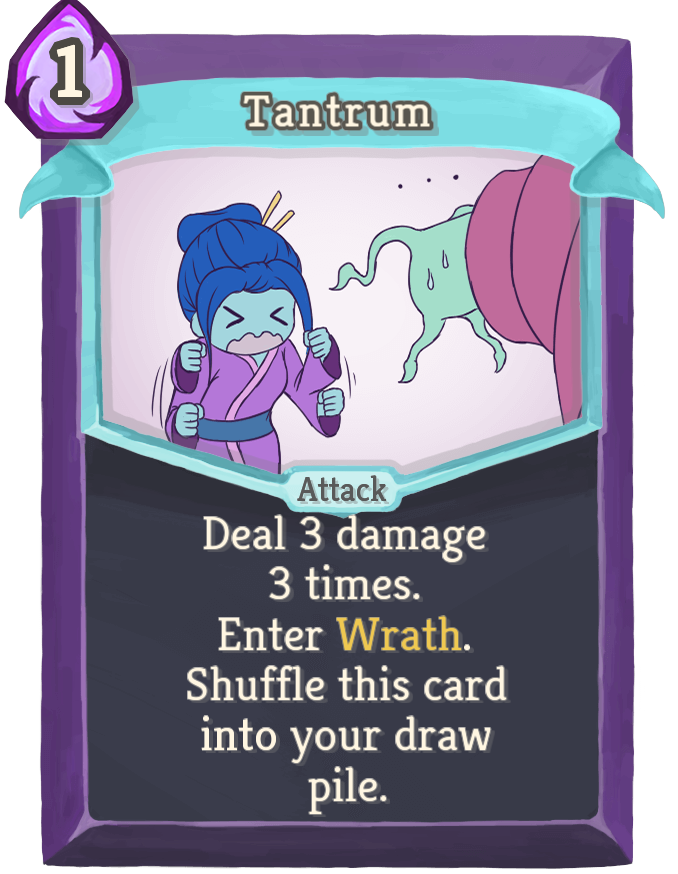 1
Tantrum
. . .
Attack
Deal 3 damage
3 times.
Enter Wrath.
Shuffle this card
into your draw
pile.